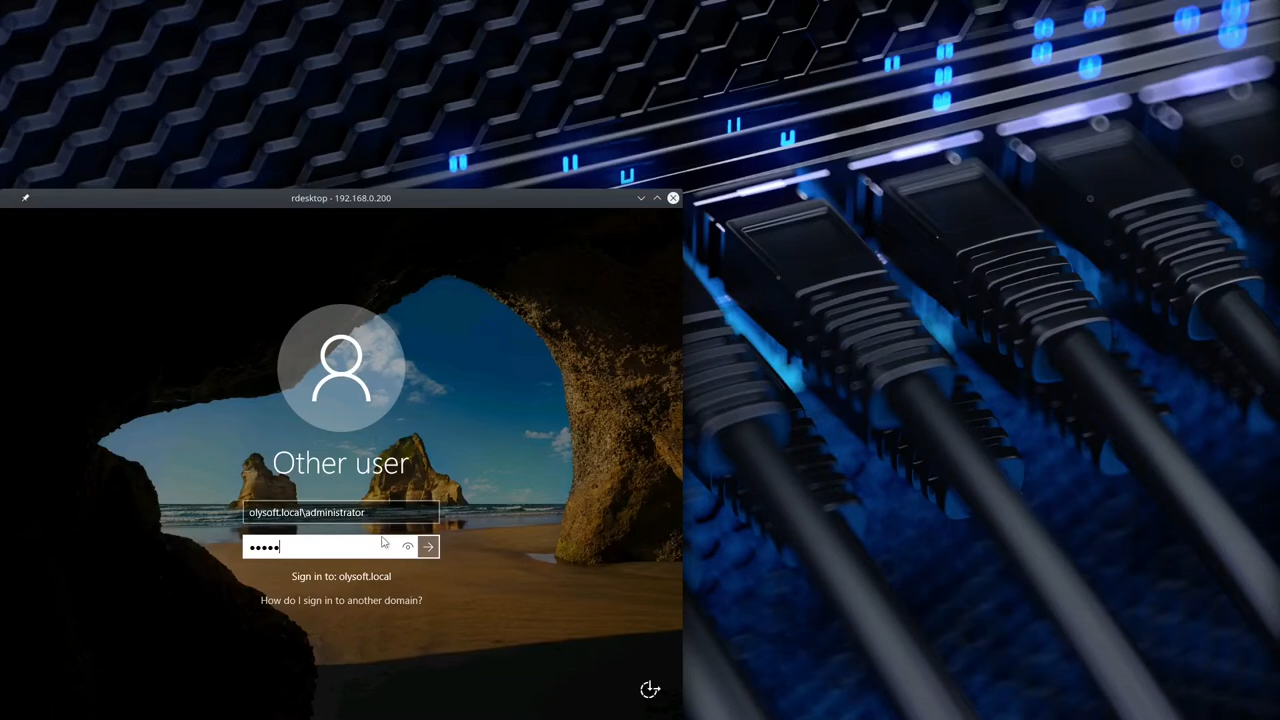 rdesktop - 192.168.0.200
Other user
olysoft.local\administrator
●●●●●
Sign in to: olysoft.local
How do I sign in to another domain?